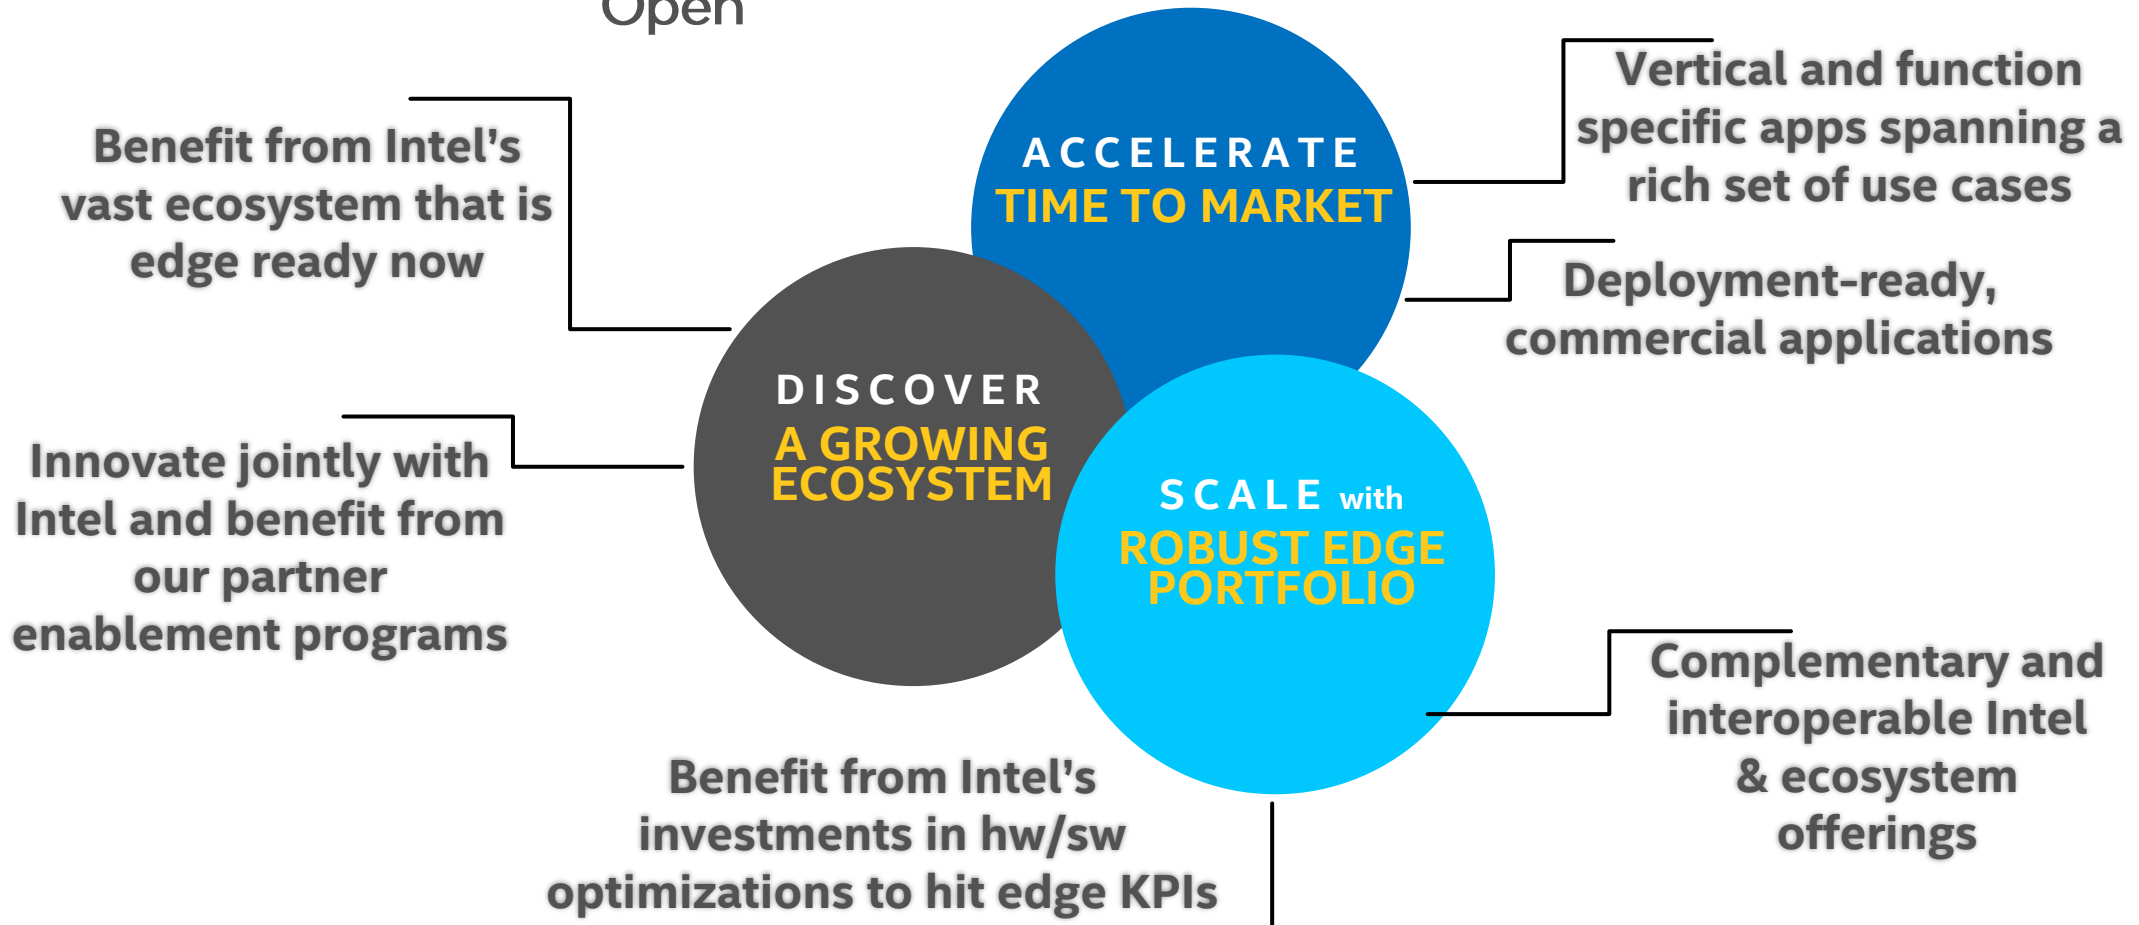 Open
Benefit from Intel's
vast ecosystem that is
edge ready now
Innovate jointly with
Intel and benefit from
our partner
enablement programs
ACCELERATE
TIME TO MARKET
DISCOVER
A GROWING
ECOSYSTEM
SCALE with
ROBUST EDGE
PORTFOLIO
Vertical and function
specific apps spanning a
rich set of use cases
Deployment-ready,
commercial applications
Complementary and
interoperable Intel
& ecosystem
offerings
Benefit from Intel's
investments in hw/sw
optimizations to hit edge KPIs